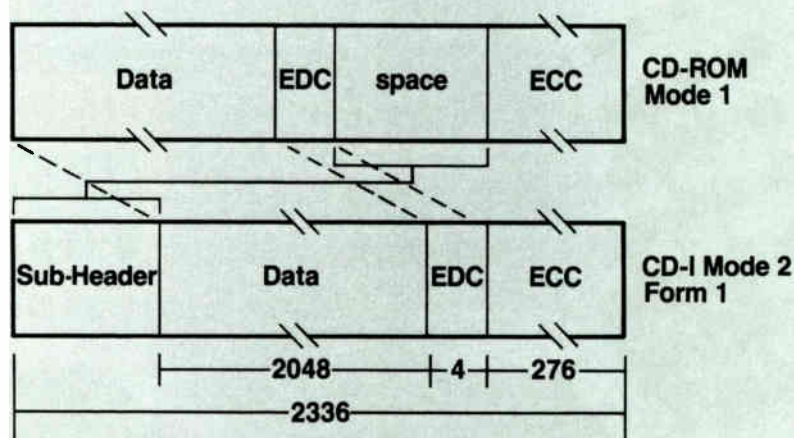 Data EDC space ECC CD-ROM
Mode 1
Sub-Header Data EDC ECC CD-I Mode 2
Form 1
2048 4 276
2336